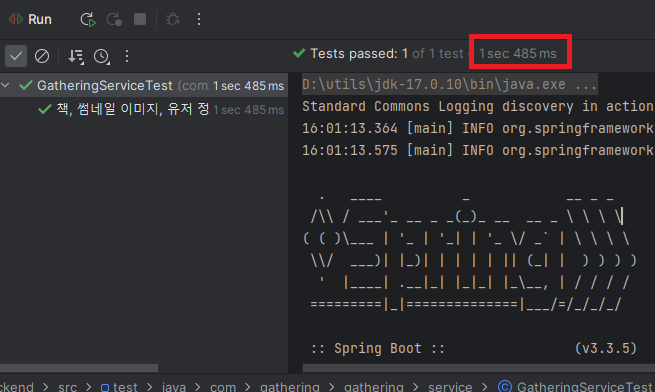 Run
Tests passed: 1 of 1 test – 1 sec 485 ms
GatheringServiceTest (com. 1 sec 485 ms
책, 썸네일 이미지, 유저 정 1 sec 485 ms
D:\utils\jdk-17.0.10\bin\java.exe ...
Standard Commons Logging discovery in action
16:01:13.364 [main] INFO org.springframework
16:01:13.575 [main] INFO org.springframework
  .   ____          _            __ _ _
 /\\ / ___'_ __ _ _(_)_ __  __ _ \ \ \ \
( ( )\___ | '_ | '_| | '_ \/ _` | \ \ \ \
 \\/  ___)| |_)| | | | | || (_| |  ) ) ) )
  '  |____| .__|_| |_|_| |_\__, | / / / /
 =========|_|==============|___/=/_/_/_/
 :: Spring Boot ::                (v3.3.5)
ckend > src > test > java > com > gathering > gathering > service > GatheringServiceTest